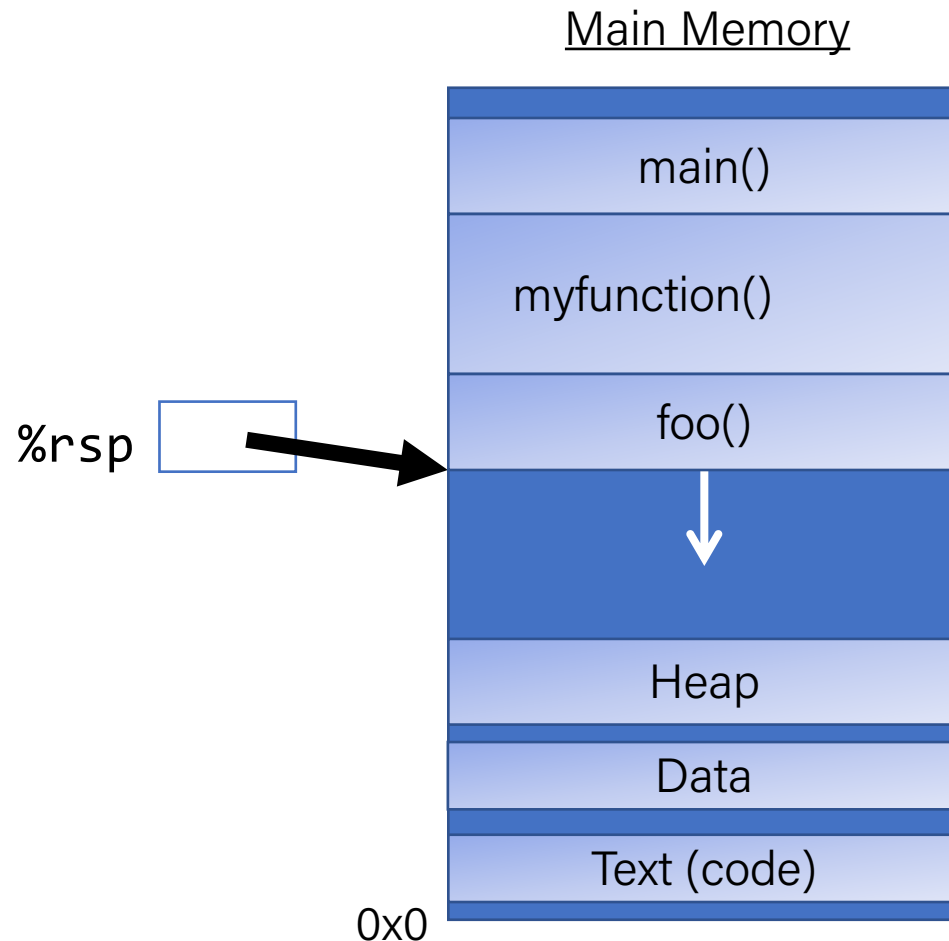 Main Memory
main()
myfunction()
foo()
%rsp
Heap
Data
Text (code)
0x0